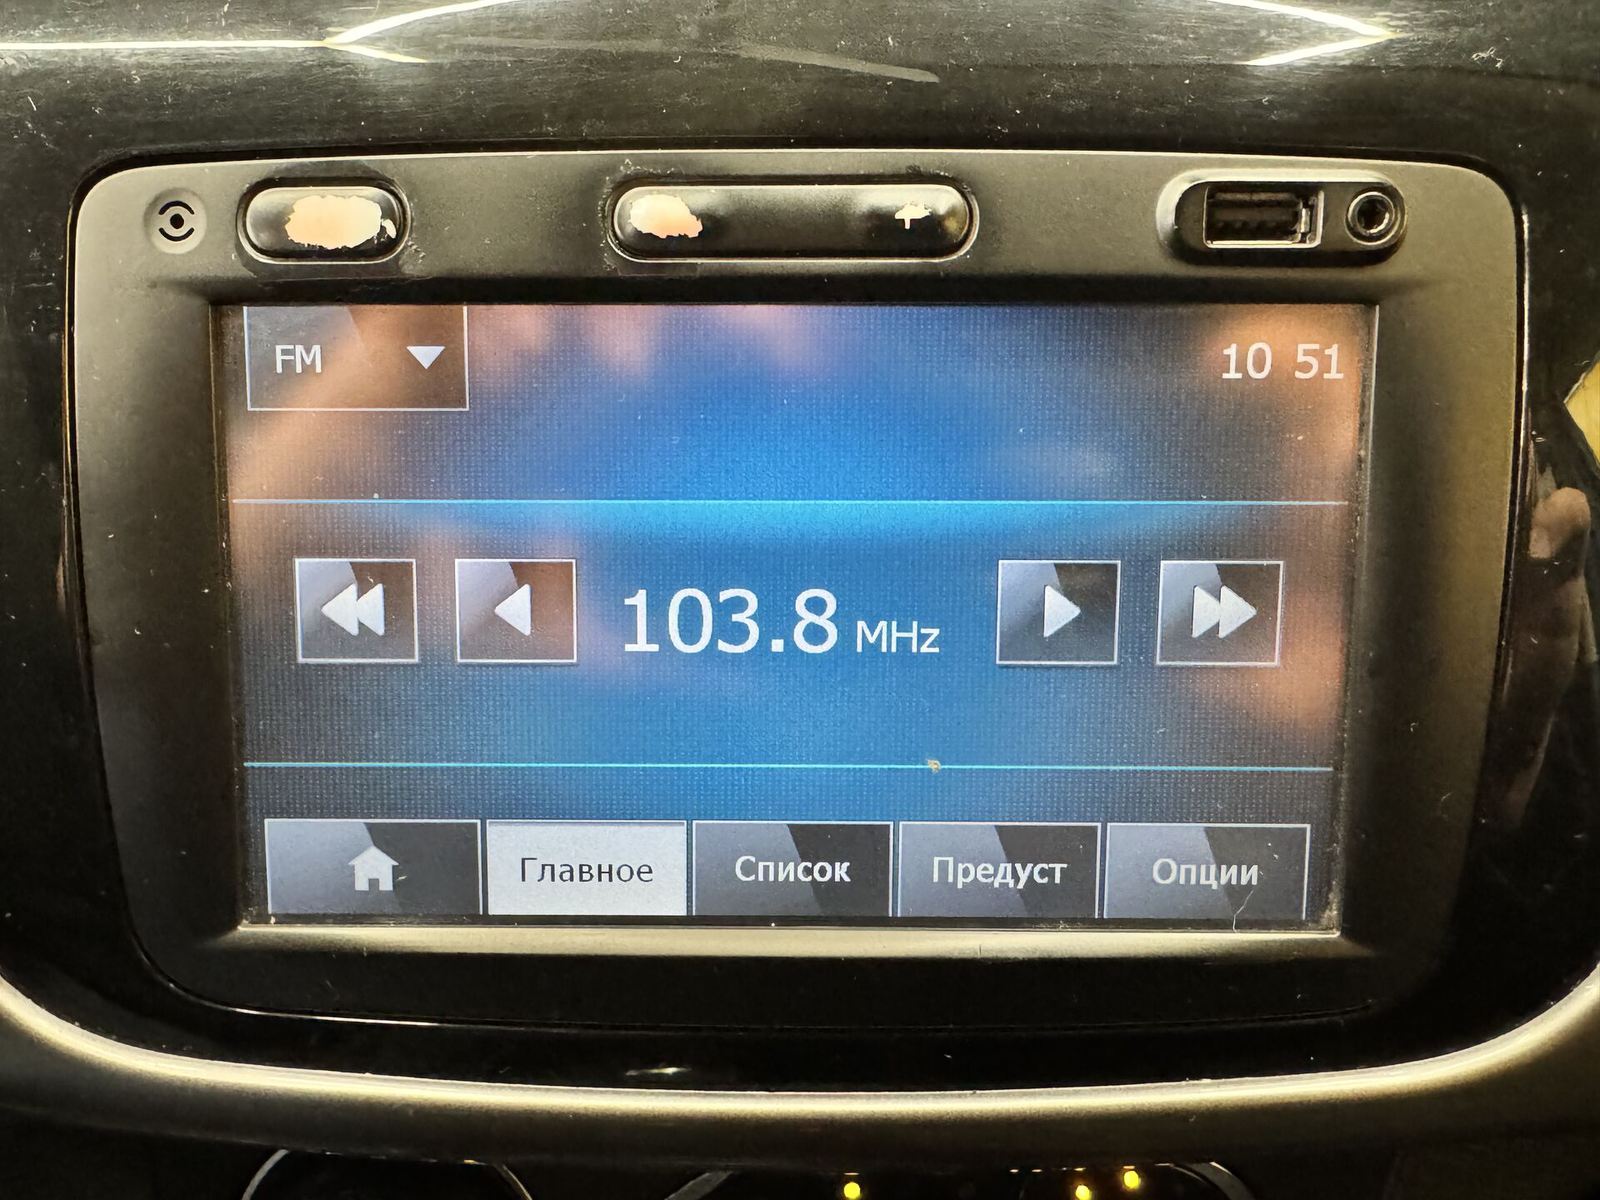 FM
10 51
103.8 MHz
Главное
Список
Предуст
Опции